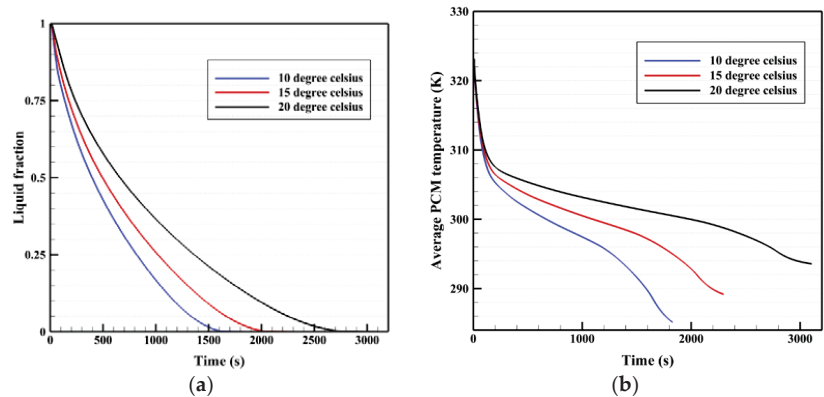 1
0.75
0.5
0.25
0
Liquid fraction
10 degree celsius
15 degree celsius
20 degree celsius
0 500 1000 1500 2000 2500 3000
Time (s)
(a)
330
320
310
300
290
Average PCM temperature (K)
10 degree celsius
15 degree celsius
20 degree celsius
0 1000 2000 3000
Time (s)
(b)